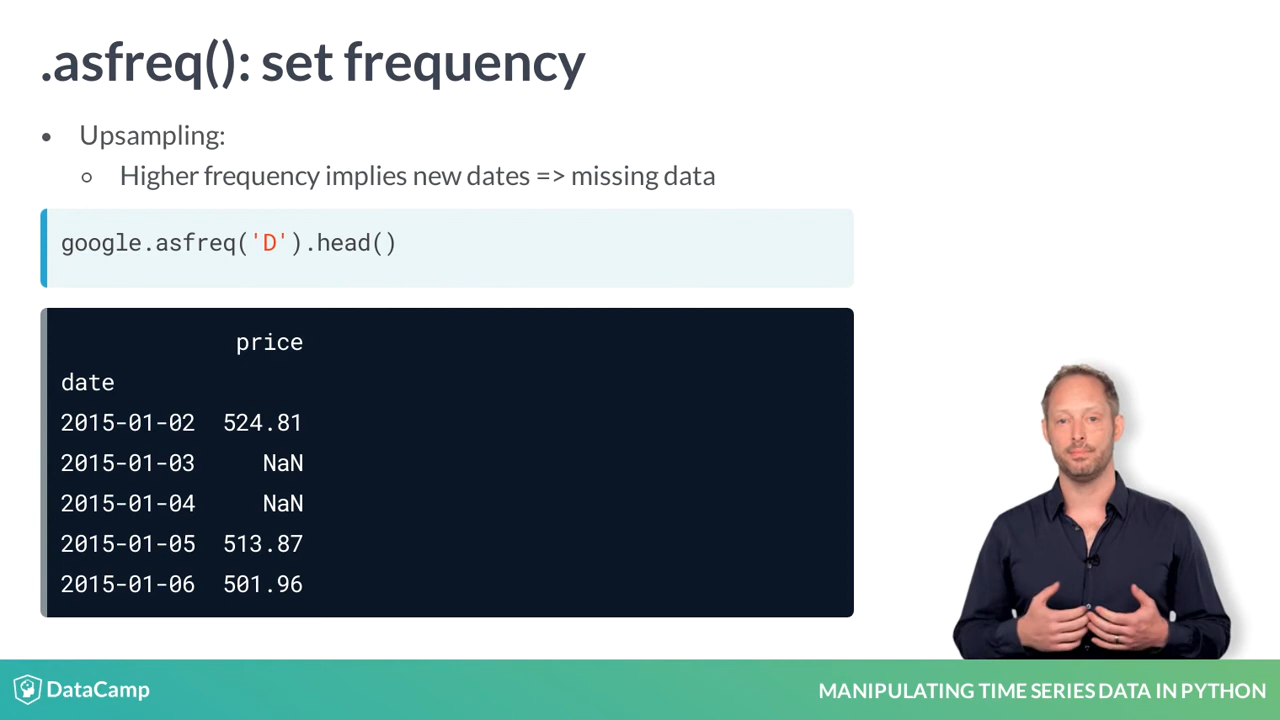 .asfreq(): set frequency
• Upsampling:
○ Higher frequency implies new dates => missing data
google.asfreq('D').head()
price
date
2015-01-02 524.81
2015-01-03 NaN
2015-01-04 NaN
2015-01-05 513.87
2015-01-06 501.96
DataCamp
MANIPULATING TIME SERIES DATA IN PYTHON